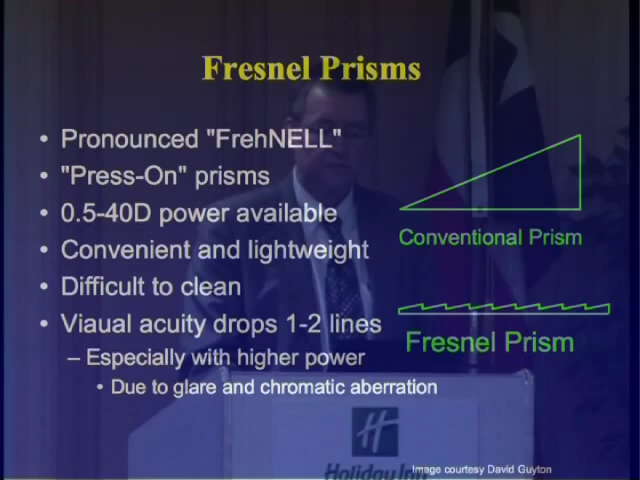 Fresnel Prisms
• Pronounced "FrehNELL"
• "Press-On" prisms
• 0.5-40D power available
• Convenient and lightweight
• Difficult to clean
• Viaual acuity drops 1-2 lines
– Especially with higher power
• Due to glare and chromatic aberration
Conventional Prism
Fresnel Prism
H
Holiday Inn
Image courtesy David Guyton